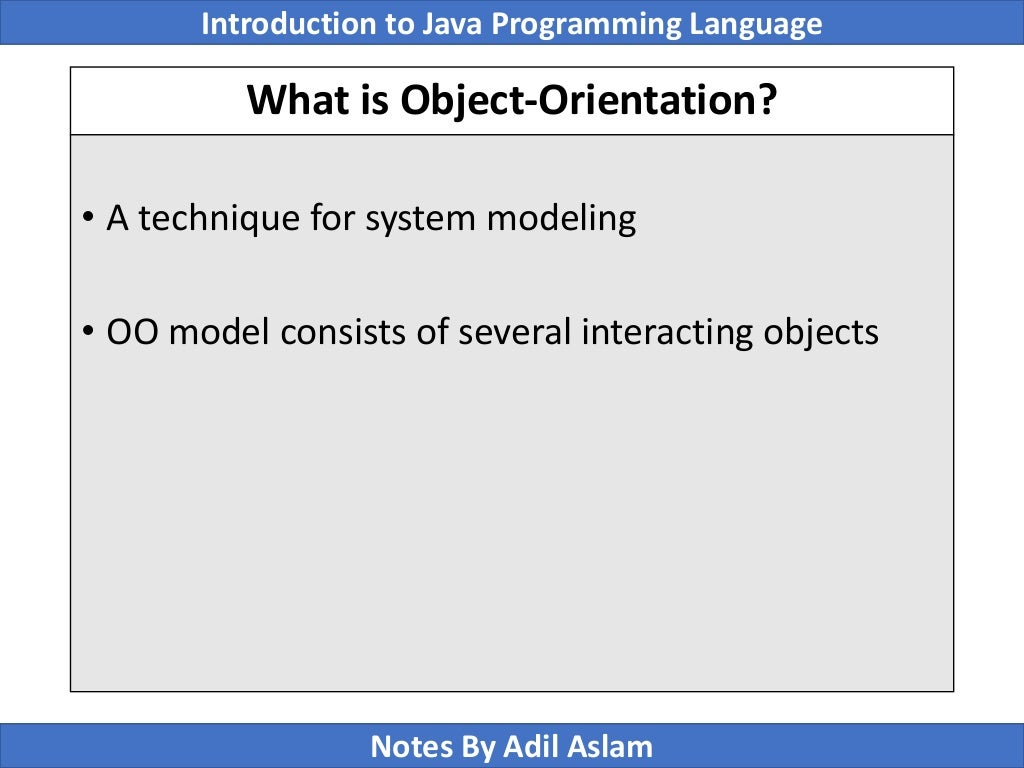 Introduction to Java Programming Language
What is Object-Orientation?
• A technique for system modeling
• OO model consists of several interacting objects
Notes By Adil Aslam